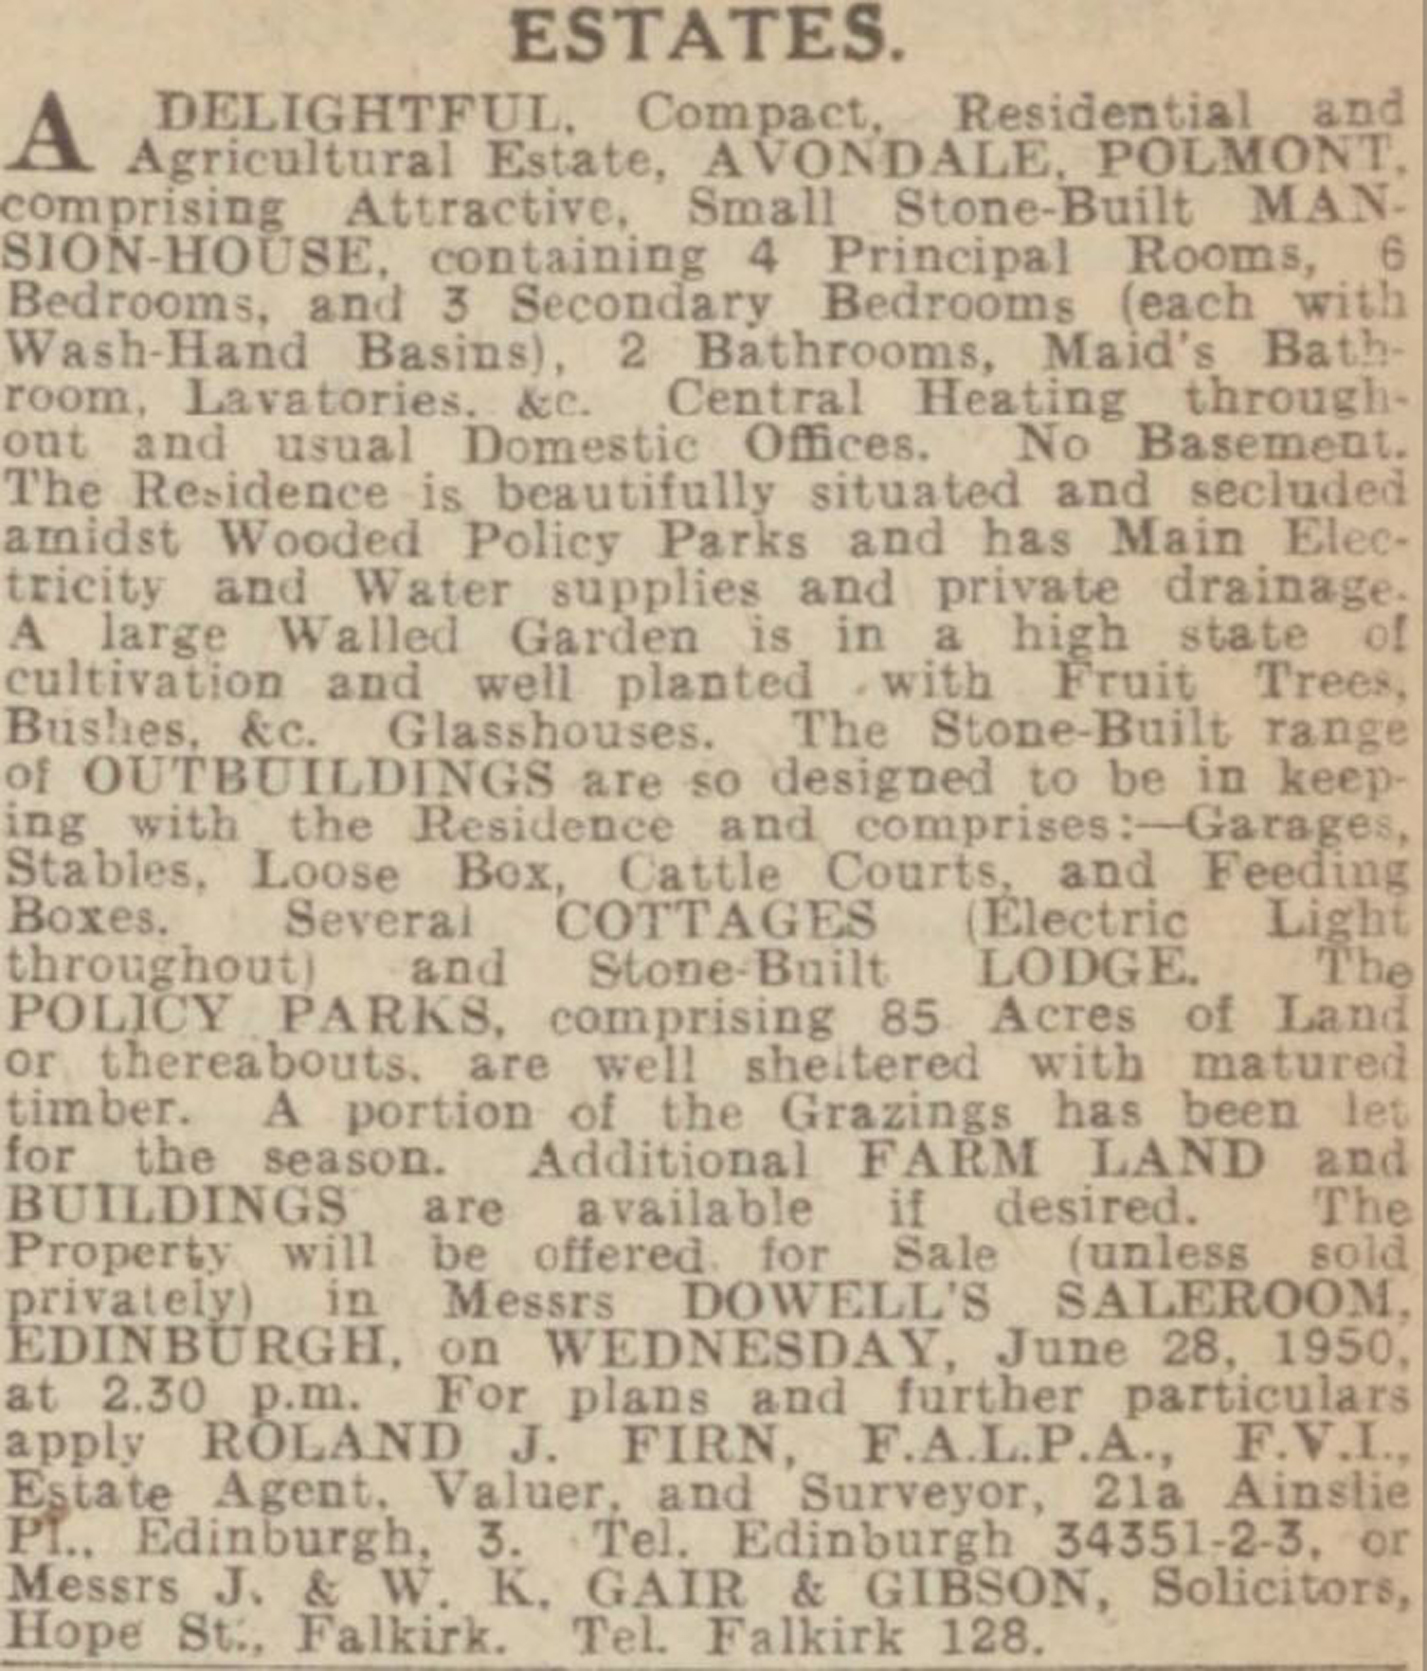 ESTATES.
A DELIGHTFUL, Compact, Residential and
Agricultural Estate, AVONDALE, POLMONT,
comprising Attractive, Small Stone-Built MAN-
SION-HOUSE, containing 4 Principal Rooms, 6
Bedrooms, and 3 Secondary Bedrooms (each with
Wash-Hand Basins), 2 Bathrooms, Maid's Bath-
room, Lavatories, &c. Central Heating through-
out and usual Domestic Offices. No Basement.
The Residence is beautifully situated and secluded
amidst Wooded Policy Parks and has Main Elec-
tricity and Water supplies and private drainage.
A large Walled Garden is in a high state of
cultivation and well planted with Fruit Trees,
Bushes, &c. Glasshouses. The Stone-Built range
of OUTBUILDINGS are so designed to be in keep-
ing with the Residence and comprises:—Garages,
Stables, Loose Box, Cattle Courts, and Feeding
Boxes. Several COTTAGES (Electric Light
throughout) and Stone-Built LODGE. The
POLICY PARKS, comprising 85 Acres of Land
or thereabouts, are well sheltered with matured
timber. A portion of the Grazings has been let
for the season. Additional FARM LAND and
BUILDINGS are available if desired. The
Property will be offered for Sale (unless sold
privately) in Messrs DOWELL'S SALEROOM,
EDINBURGH, on WEDNESDAY, June 28, 1950,
at 2.30 p.m. For plans and further particulars
apply ROLAND J. FIRN, F.A.L.P.A., F.V.I.,
Estate Agent, Valuer, and Surveyor, 21a Ainslie
Pl., Edinburgh, 3. Tel. Edinburgh 34351-2-3, or
Messrs J. & W. K. GAIR & GIBSON, Solicitors,
Hope St., Falkirk. Tel. Falkirk 128.